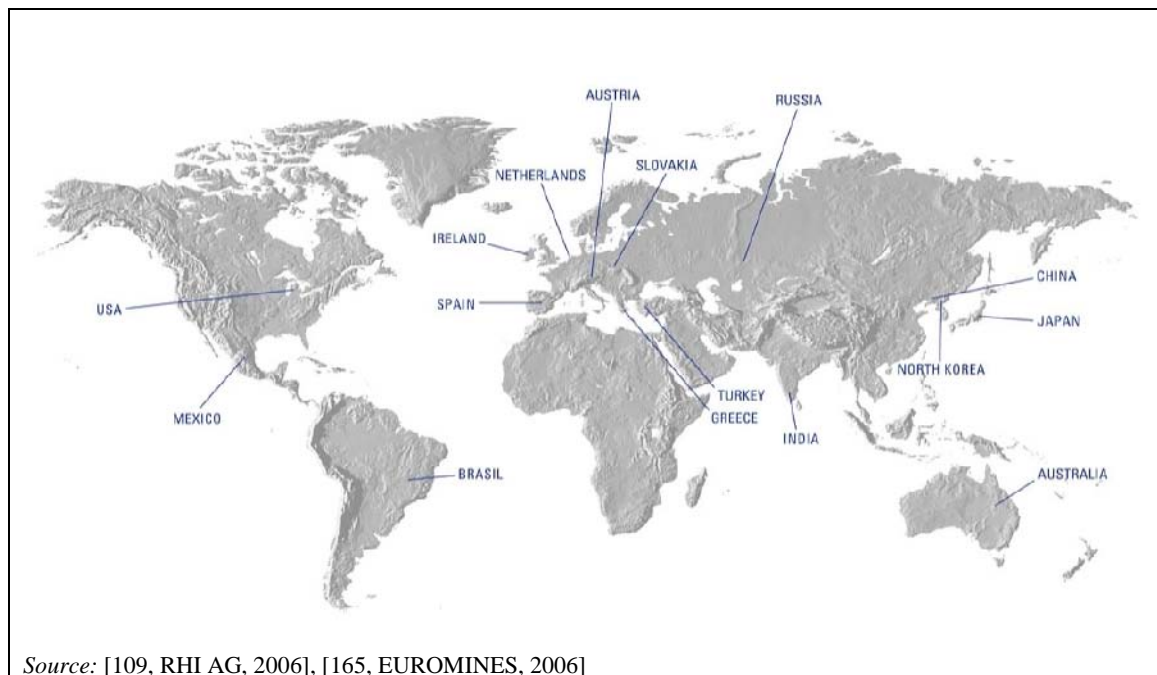 AUSTRIA
RUSSIA
SLOVAKIA
NETHERLANDS
IRELAND
CHINA
USA
SPAIN
JAPAN
NORTH KOREA
TURKEY
MEXICO
GREECE
INDIA
BRASIL
AUSTRALIA
Source: [109, RHI AG, 2006], [165, EUROMINES, 2006]